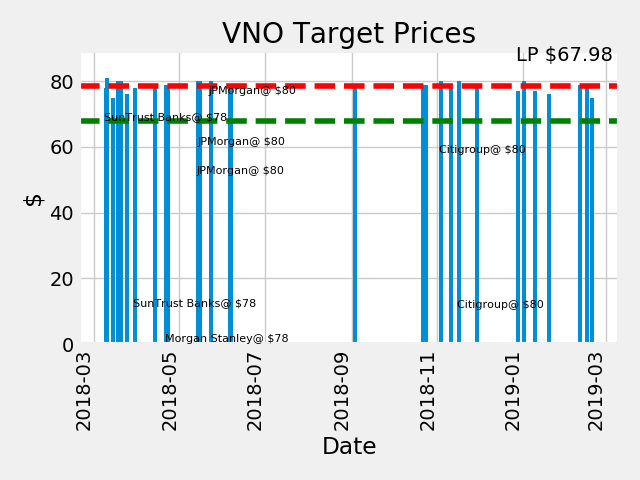 VNO Target Prices
LP $67.98
80
JPMorgan@ $80
SunTrust Banks@ $78
60
JPMorgan@ $80
Citigroup@ $80
JPMorgan@ $80
$
40
20
SunTrust Banks@ $78
Citigroup@ $80
Morgan Stanley@ $78
0
2018-03
2018-05
2018-07
2018-09
2018-11
2019-01
2019-03
Date